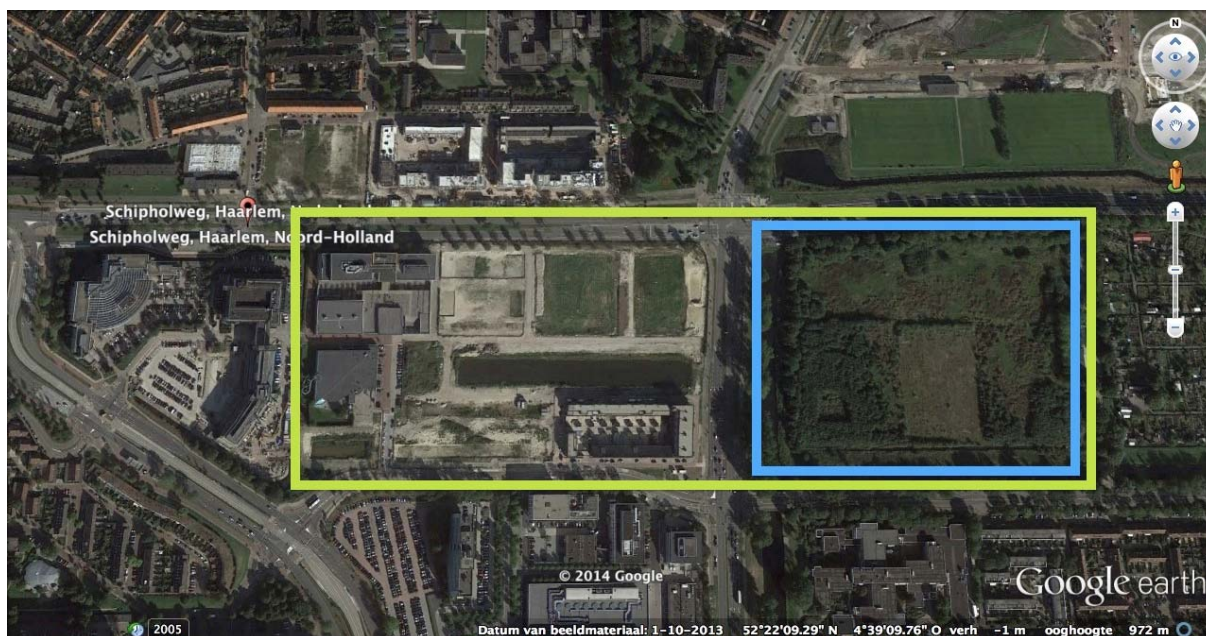 N
Schipholweg, Haarlem,
Schipholweg, Haarlem, Noord-Holland
© 2014 Google
Google earth
2005
Datum van beeldmateriaal: 1-10-2013 52°22'09.29" N 4°39'09.76" O verh -1 m ooghoogte 972 m